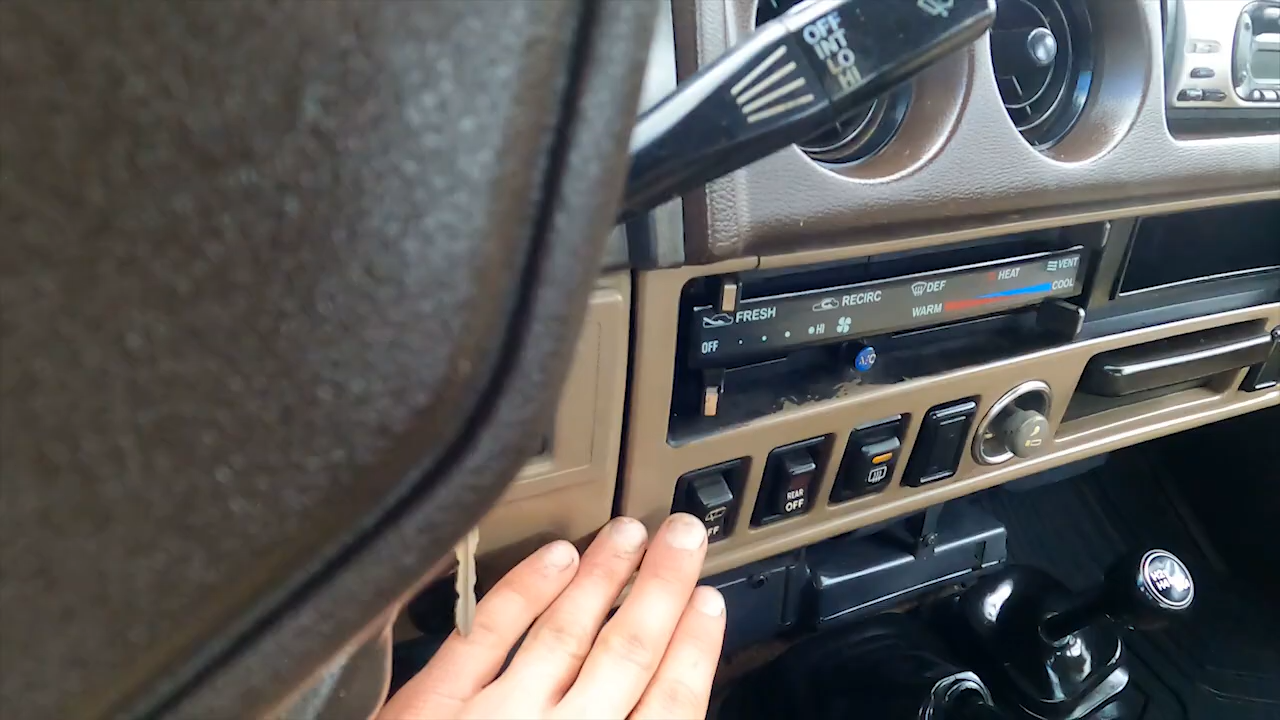 OFF
INT
LO
HI
FRESH
RECIRC
DEF
HEAT
VENT
OFF
HI
WARM
COOL
A/C
REAR
OFF